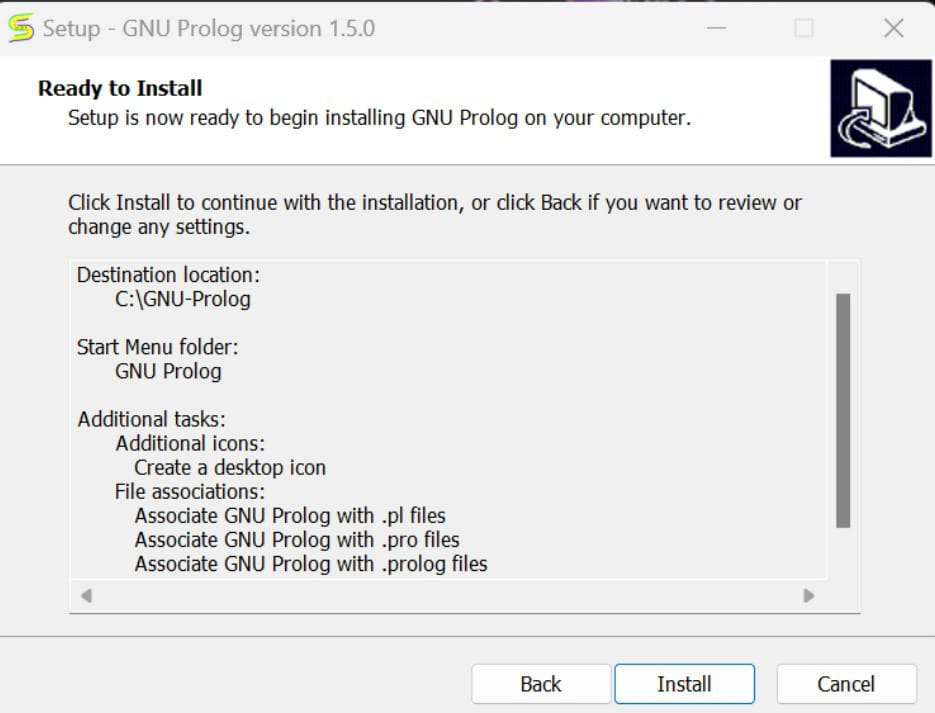 Setup - GNU Prolog version 1.5.0
Ready to Install
Setup is now ready to begin installing GNU Prolog on your computer.
Click Install to continue with the installation, or click Back if you want to review or
change any settings.
Destination location:
C:\GNU-Prolog
Start Menu folder:
GNU Prolog
Additional tasks:
Additional icons:
Create a desktop icon
File associations:
Associate GNU Prolog with .pl files
Associate GNU Prolog with .pro files
Associate GNU Prolog with .prolog files
Back
Install
Cancel